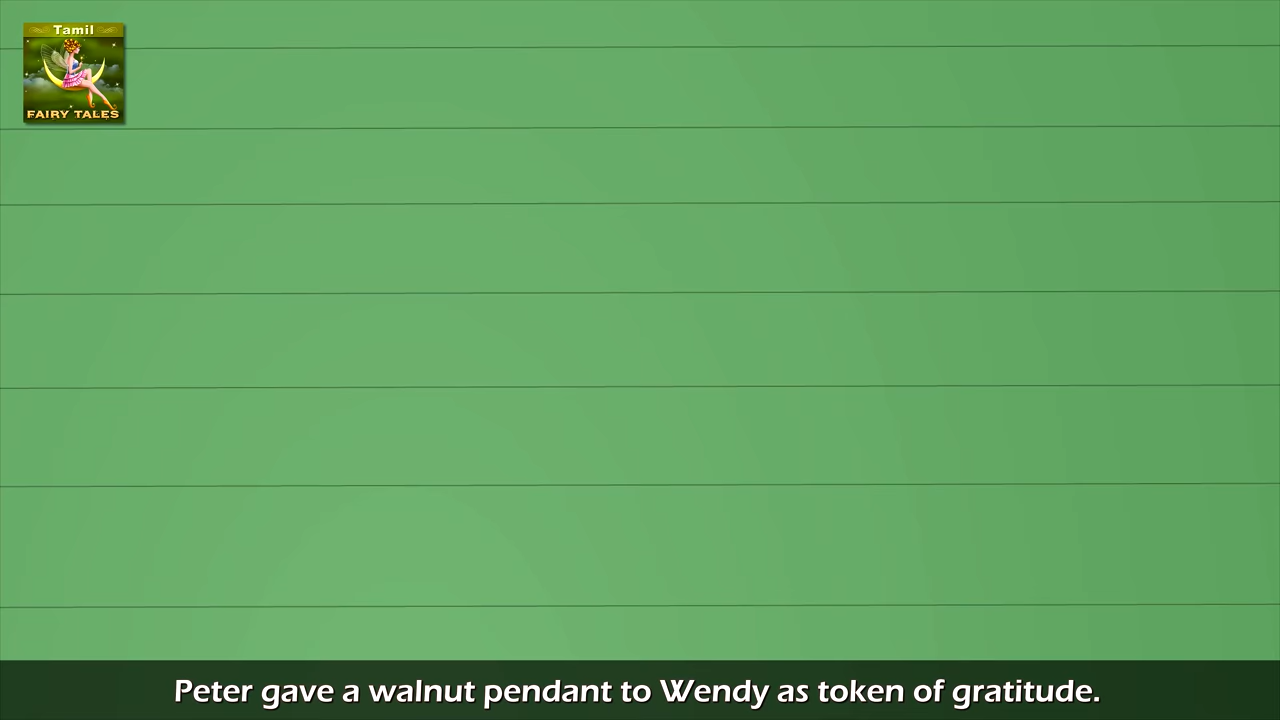 Tamil
FAIRY TALES
Peter gave a walnut pendant to Wendy as token of gratitude.